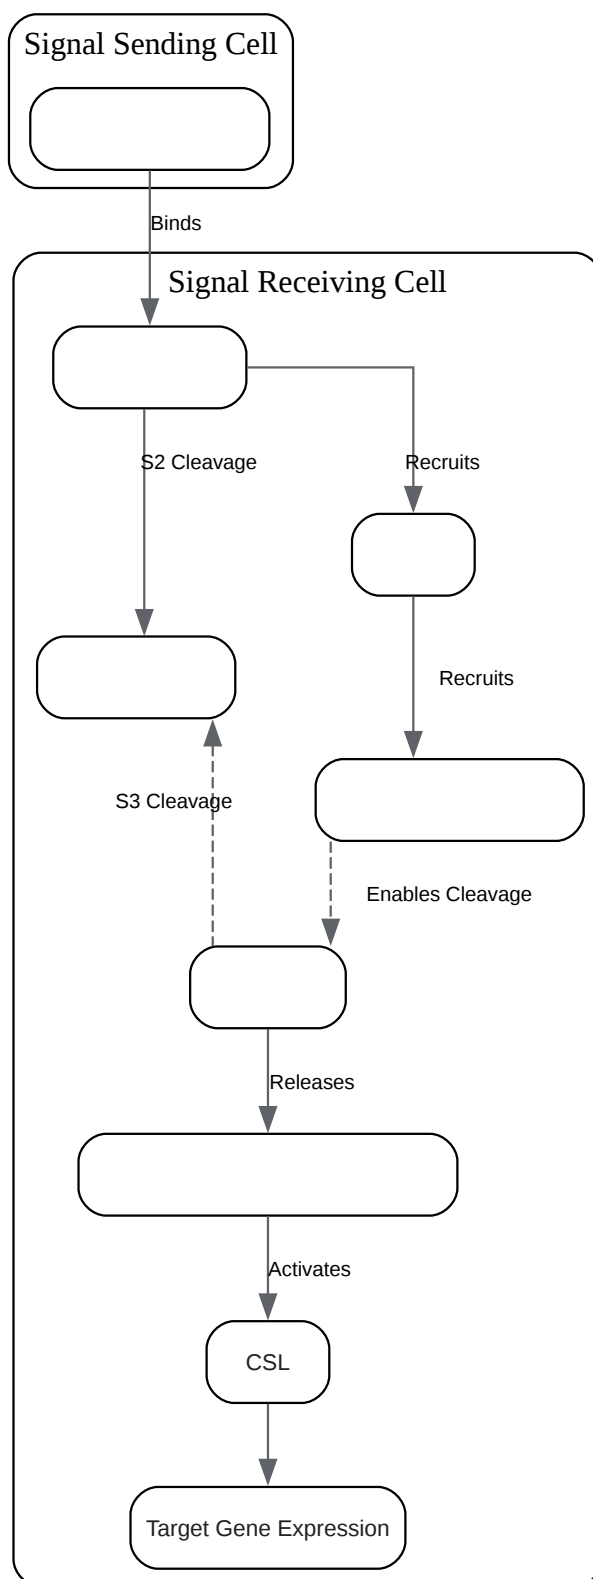 Signal Sending Cell
Binds
Signal Receiving Cell
S2 Cleavage
Recruits
Recruits
S3 Cleavage
Enables Cleavage
Releases
Activates
CSL
Target Gene Expression